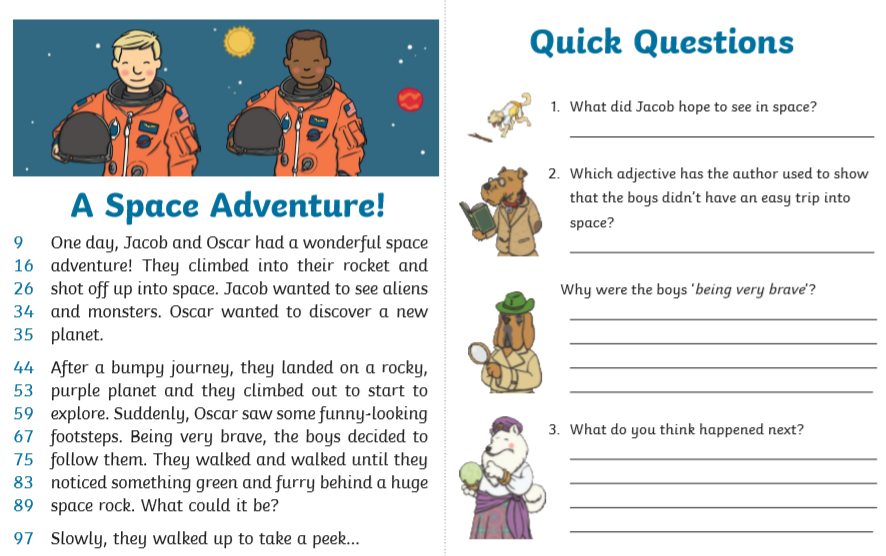 A Space Adventure!
9 One day, Jacob and Oscar had a wonderful space
16 adventure! They climbed into their rocket and
26 shot off up into space. Jacob wanted to see aliens
34 and monsters. Oscar wanted to discover a new
35 planet.
44 After a bumpy journey, they landed on a rocky,
53 purple planet and they climbed out to start to
59 explore. Suddenly, Oscar saw some funny-looking
67 footsteps. Being very brave, the boys decided to
75 follow them. They walked and walked until they
83 noticed something green and furry behind a huge
89 space rock. What could it be?
97 Slowly, they walked up to take a peek...
Quick Questions
1. What did Jacob hope to see in space?
2. Which adjective has the author used to show
that the boys didn't have an easy trip into
space?
Why were the boys 'being very brave'?
3. What do you think happened next?